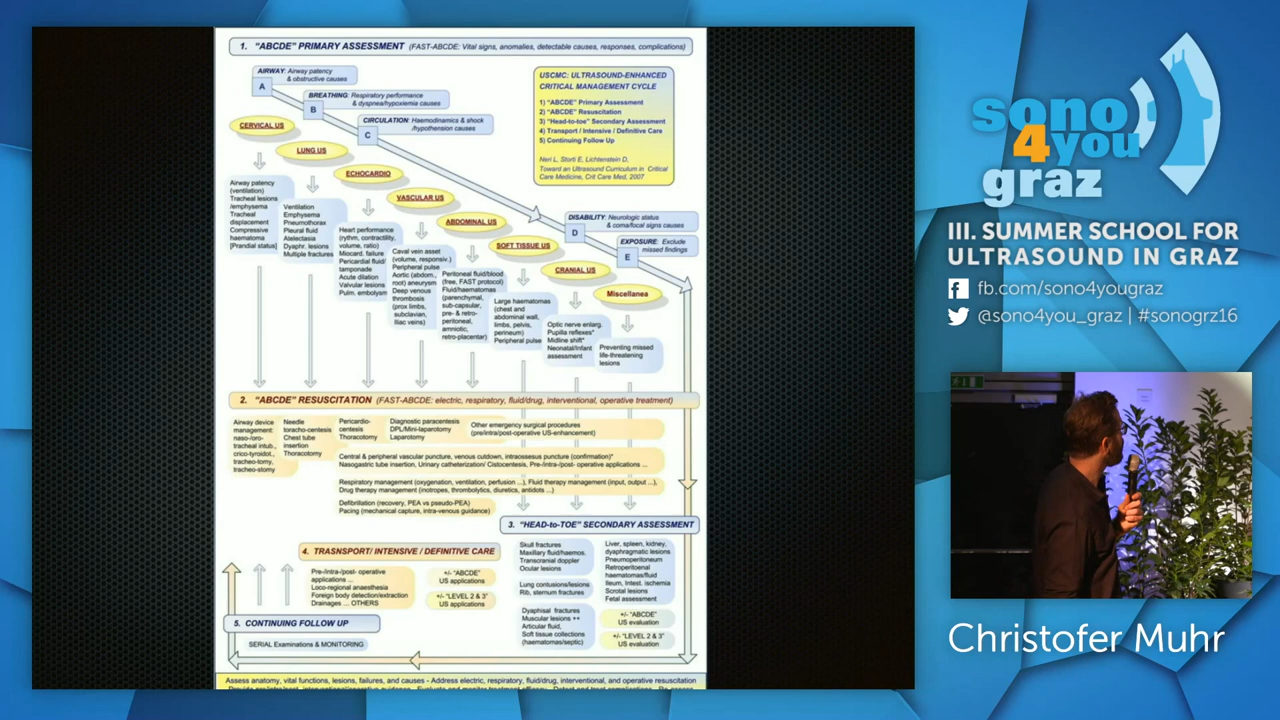 1. "ABCDE" PRIMARY ASSESSMENT (FAST-ABCDE: Vital signs, anomalies, detectable causes, responses, complications)
AIRWAY: Airway patency
& obstructive causes
A
BREATHING: Respiratory performance
& dyspnea/hypoxiemia causes
B
CIRCULATION: Haemodinamics & shock
/hypothension causes
C
USCMC: ULTRASOUND-ENHANCED
CRITICAL MANAGEMENT CYCLE
1) "ABCDE" Primary Assessment
2) "ABCDE" Resuscitation
3) "Head-to-toe" Secondary Assessment
4) Transport / Intensive / Definitive Care
5) Continuing Follow Up
Neri L, Storti E, Lichtenstein D,
Toward an Ultrasound Curriculum in Critical
Care Medicine, Crit Care Med, 2007
DISABILITY: Neurologic status
& coma/focal signs causes
D
EXPOSURE: Exclude
missed findings
E
CERVICAL US
LUNG US
ECHOCARDIO
VASCULAR US
ABDOMINAL US
SOFT TISSUE US
CRANIAL US
Miscellanea
Airway patency
(ventilation)
Tracheal lesions
/emphysema
Tracheal
displacement
Compressive
haematoma
[Prandial status]
Ventilation
Emphysema
Pneumothorax
Pleural fluid
Atelectasia
Dyaphr. lesions
Multiple fractures
Heart performance
(rythm, contractility,
volume, ratio)
Miocard. failure
Pericardial fluid/
tamponade
Acute dilation
Valvular lesions
Pulm. embolysm
Caval vein asset
(volume, responsiv.)
Peripheral pulse
Aortic (abdom.,
root) aneurysm
Deep venous
thrombosis
(prox limbs,
subclavian,
Iliac veins)
Peritoneal fluid/blood
(free, FAST protocol)
Fluid/haematomas
(parenchymal,
sub-capsular,
pre- & retro-
peritoneal,
amniotic,
retro-placentar)
Large haematomas
(chest and
abdominal wall,
limbs, pelvis,
perineum)
Peripheral pulse
Optic nerve enlarg.
Pupilla reflexes*
Midline shift*
Neonatal/Infant
assessment
Preventing missed
life-threatening
lesions
2. "ABCDE" RESUSCITATION (FAST-ABCDE: electric, respiratory, fluid/drug, interventional, operative treatment)
Airway device
management:
naso-/oro-
tracheal intub.,
crico-tyroidot.,
tracheo-tomy,
tracheo-stomy
Needle
toracho-centesis
Chest tube
insertion
Thoracotomy
Pericardio-
centesis
Thoracotomy
Diagnostic paracentesis
DPL/Mini-laparotomy
Laparotomy
Other emergency surgical procedures
(pre/intra/post-operative US-enhancement)
Central & peripheral vascular puncture, venous cutdown, intraosseus puncture (confirmation)*
Nasogastric tube insertion, Urinary catheterization/ Cistocentesis, Pre-/intra-/post- operative applications ...
Respiratory management (oxygenation, ventilation, perfusion ...), Fluid therapy management (input, output ...),
Drug therapy management (inotropes, thrombolytics, diuretics, antidots ...)
Defibrillation (recovery, PEA vs pseudo-PEA)
Pacing (mechanical capture, intra-venous guidance)
3. "HEAD-to-TOE" SECONDARY ASSESSMENT
Skull fractures
Maxillary fluid/haemos.
Transcranial doppler
Ocular lesions
Lung contusions/lesions
Rib, sternum fractures
Dyaphisal fractures
Muscular lesions ++
Articular fluid,
Soft tissue collections
(haematoms/septic)
Liver, spleen, kidney,
dyaphragmatic lesions
Pneumoperitoneum
Retroperitenoal
haematoms/fluid
Ileum, Intest. ischemia
Scrotal lesions
Fetal assessment
+/- "ABCDE"
US evaluation
+/- "LEVEL 2 & 3"
US evaluation
4. TRASNSPORT/ INTENSIVE / DEFINITIVE CARE
Pre-/intra-/post- operative
applications ...
Loco-regional anaesthesia
Foreign body detection/extraction
Drainages ... OTHERS
+/- "ABCDE"
US applications
+/- "LEVEL 2 & 3"
US applications
5. CONTINUING FOLLOW UP
SERIAL Examinations & MONITORING
Assess anatomy, vital functions, lesions, failures, and causes - Address electric, respiratory, fluid/drug, interventional, and operative resuscitation
sono
4you
graz
III. SUMMER SCHOOL FOR
ULTRASOUND IN GRAZ
fb.com/sono4yougraz
@sono4you_graz | #sonogrz16
Christofer Muhr